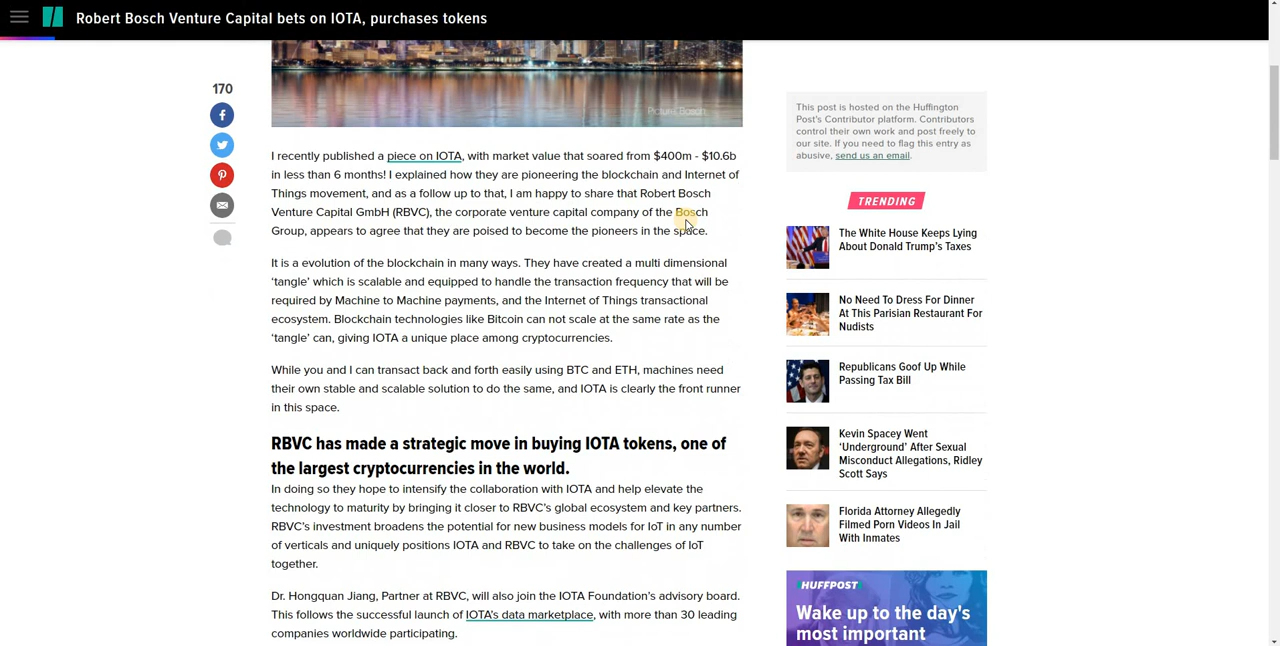 Robert Bosch Venture Capital bets on IOTA, purchases tokens
170
Picture: Bosch
I recently published a piece on IOTA, with market value that soared from $400m - $10.6b
in less than 6 months! I explained how they are pioneering the blockchain and Internet of
Things movement, and as a follow up to that, I am happy to share that Robert Bosch
Venture Capital GmbH (RBVC), the corporate venture capital company of the Bosch
Group, appears to agree that they are poised to become the pioneers in the space.
It is a evolution of the blockchain in many ways. They have created a multi dimensional
‘tangle’ which is scalable and equipped to handle the transaction frequency that will be
required by Machine to Machine payments, and the Internet of Things transactional
ecosystem. Blockchain technologies like Bitcoin can not scale at the same rate as the
‘tangle’ can, giving IOTA a unique place among cryptocurrencies.
While you and I can transact back and forth easily using BTC and ETH, machines need
their own stable and scalable solution to do the same, and IOTA is clearly the front runner
in this space.
RBVC has made a strategic move in buying IOTA tokens, one of
the largest cryptocurrencies in the world.
In doing so they hope to intensify the collaboration with IOTA and help elevate the
technology to maturity by bringing it closer to RBVC’s global ecosystem and key partners.
RBVC’s investment broadens the potential for new business models for IoT in any number
of verticals and uniquely positions IOTA and RBVC to take on the challenges of IoT
together.
Dr. Hongquan Jiang, Partner at RBVC, will also join the IOTA Foundation’s advisory board.
This follows the successful launch of IOTA’s data marketplace, with more than 30 leading
companies worldwide participating.
This post is hosted on the Huffington
Post's Contributor platform. Contributors
control their own work and post freely to
our site. If you need to flag this entry as
abusive, send us an email.
TRENDING
The White House Keeps Lying
About Donald Trump’s Taxes
No Need To Dress For Dinner
At This Parisian Restaurant For
Nudists
Republicans Goof Up While
Passing Tax Bill
Kevin Spacey Went
‘Underground’ After Sexual
Misconduct Allegations, Ridley
Scott Says
Florida Attorney Allegedly
Filmed Porn Videos In Jail
With Inmates
HUFFPOST
Wake up to the day's
most important